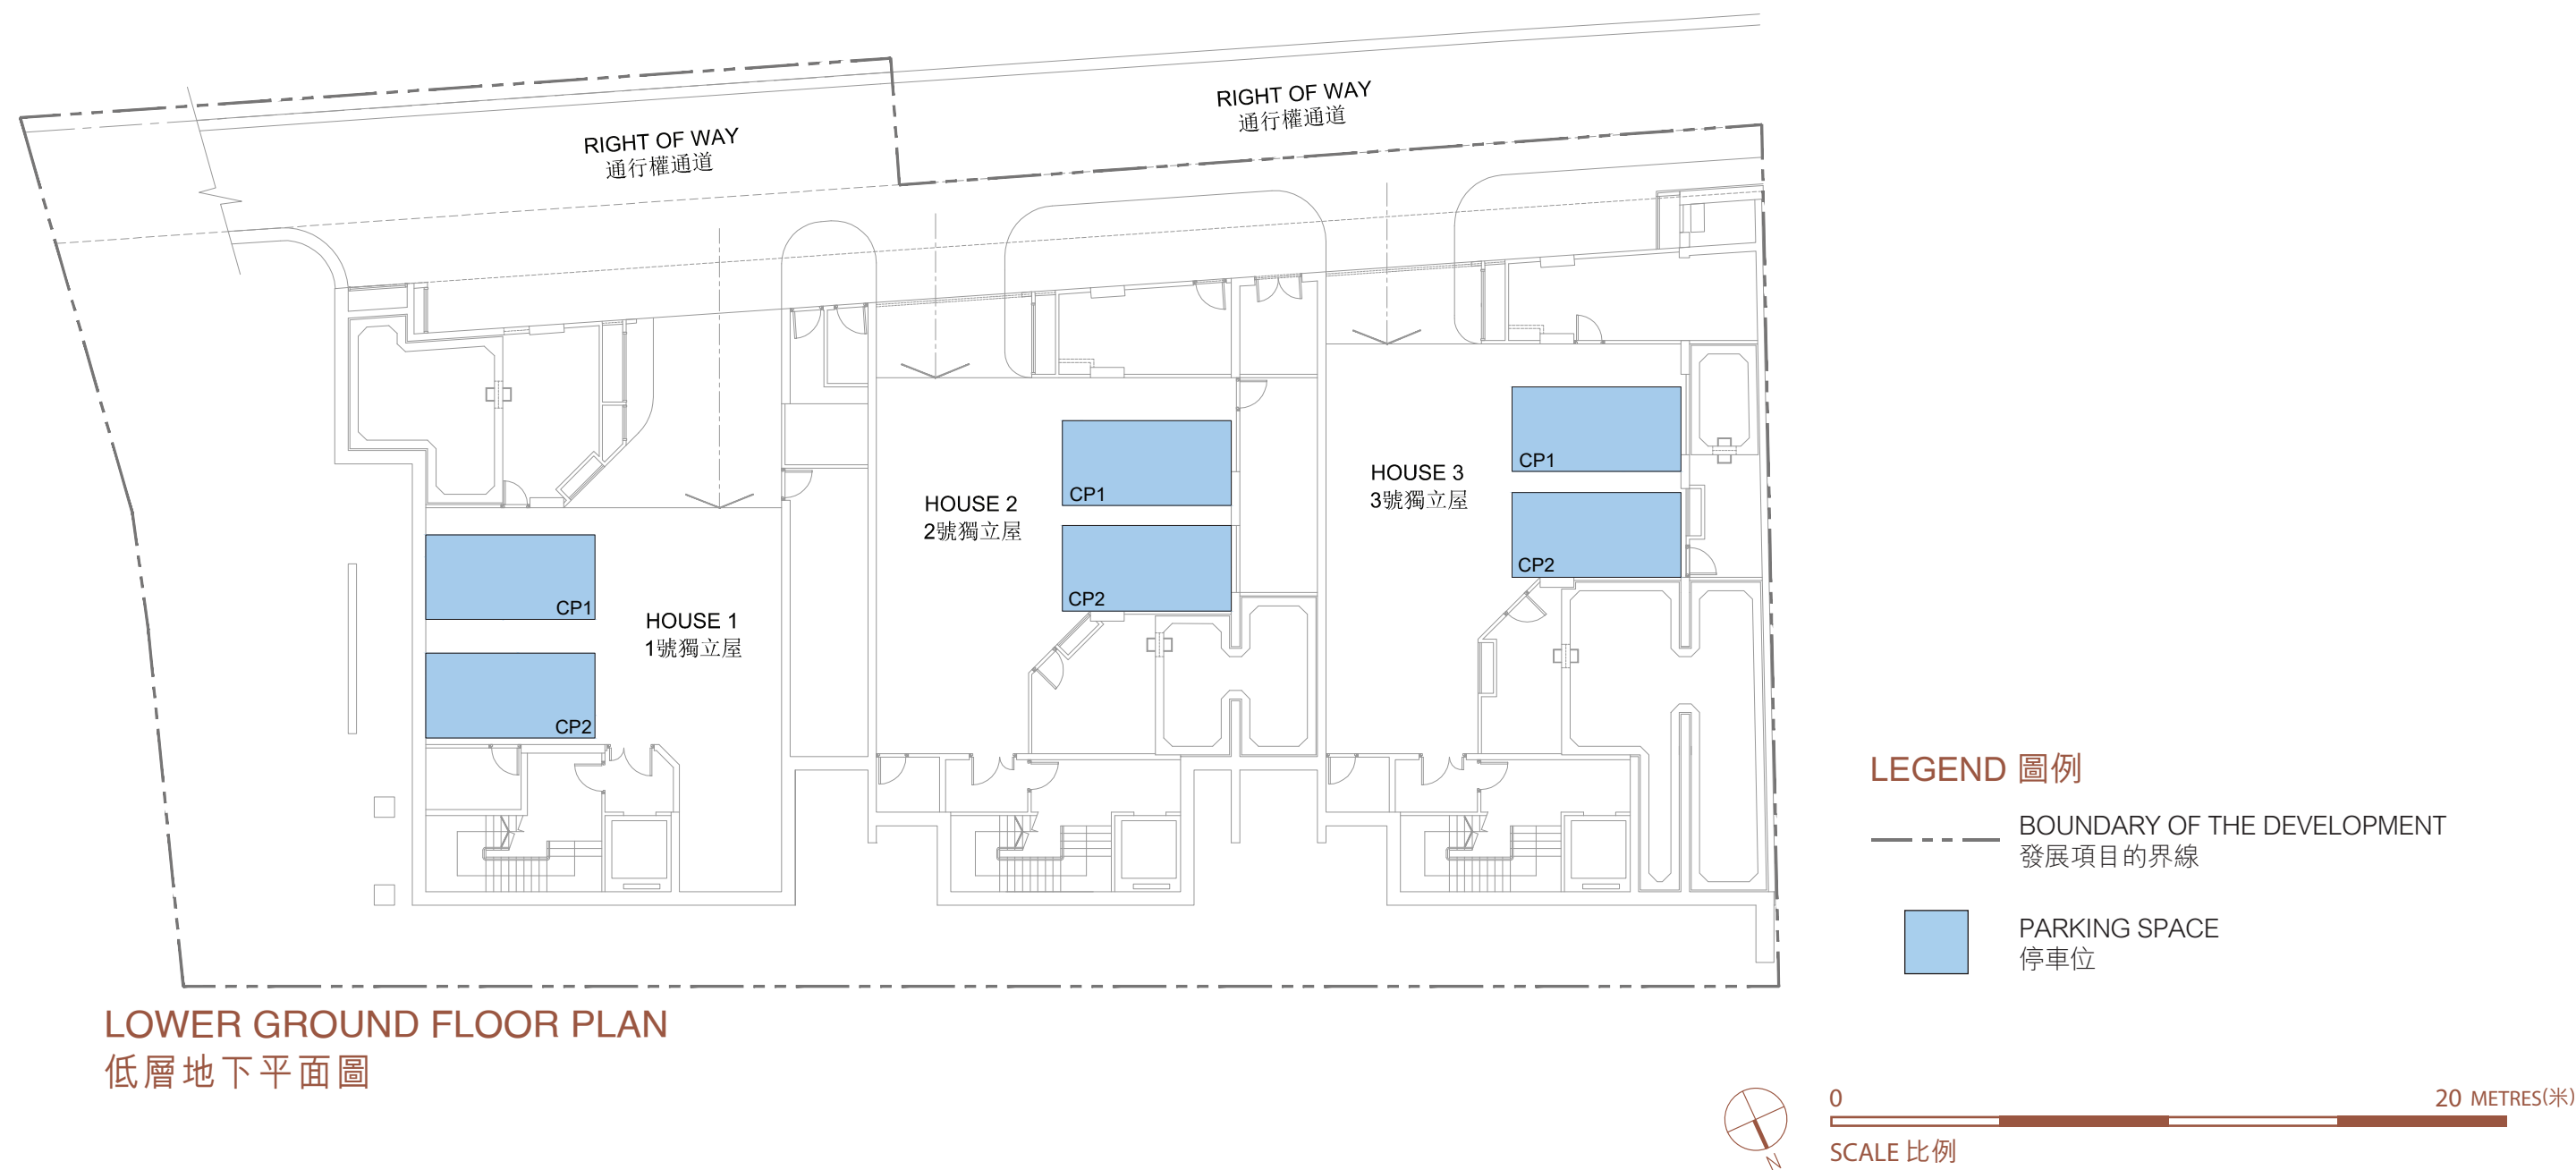 RIGHT OF WAY
通行權通道
RIGHT OF WAY
通行權通道
HOUSE 1
1號獨立屋
CP1
CP2
HOUSE 2
2號獨立屋
CP1
CP2
HOUSE 3
3號獨立屋
CP1
CP2
LEGEND 圖例
BOUNDARY OF THE DEVELOPMENT
發展項目的界線
PARKING SPACE
停車位
LOWER GROUND FLOOR PLAN
低層地下平面圖
N
0 20 METRES(米)
SCALE 比例